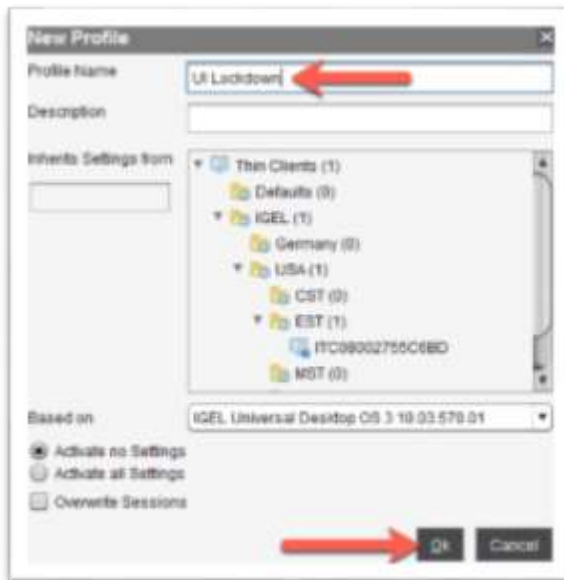 New Profile
Profile Name
UI Lockdown
Description
Inherits Settings from
Thin Clients (1)
Defaults (0)
IGEL (1)
Germany (0)
USA (1)
CST (0)
EST (1)
ITC08002755C6BD
MST (0)
Based on
IGEL Universal Desktop OS 3 10.03.570.01
Activate no Settings
Activate all Settings
Overwrite Sessions
Ok
Cancel